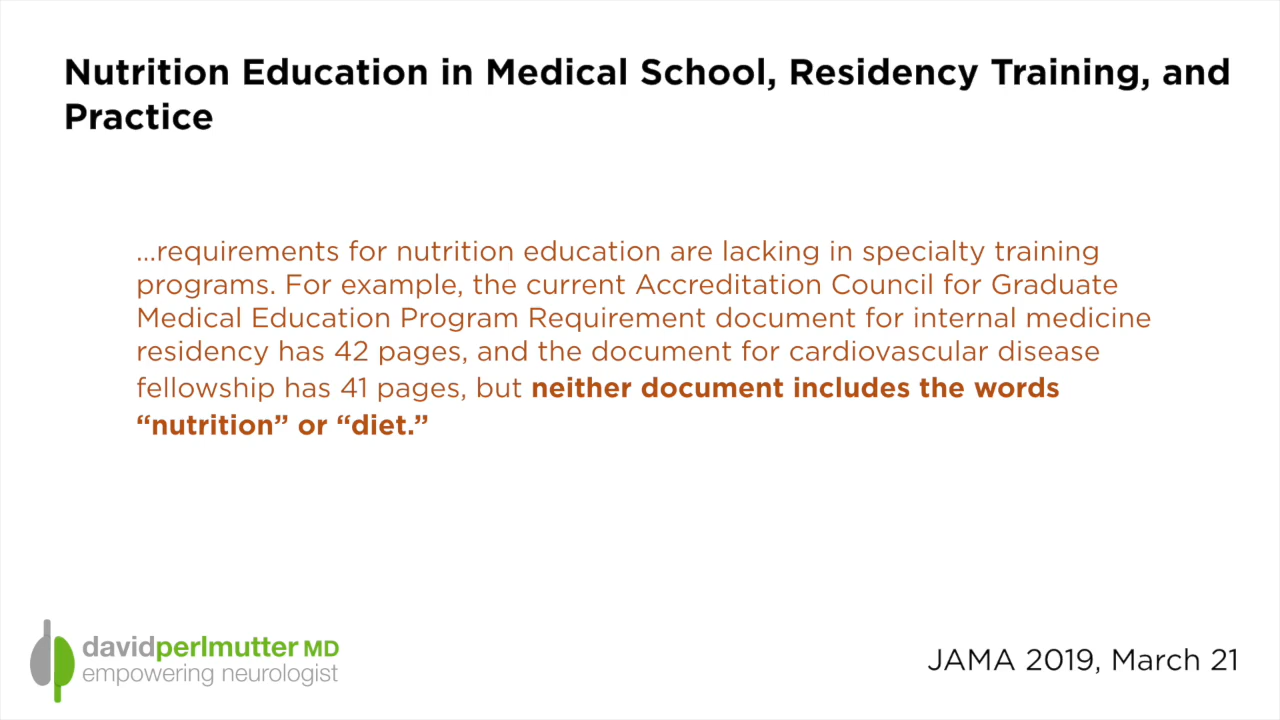 Nutrition Education in Medical School, Residency Training, and
Practice
...requirements for nutrition education are lacking in specialty training
programs. For example, the current Accreditation Council for Graduate
Medical Education Program Requirement document for internal medicine
residency has 42 pages, and the document for cardiovascular disease
fellowship has 41 pages, but neither document includes the words
“nutrition” or “diet.”
davidperlmutter MD
empowering neurologist
JAMA 2019, March 21